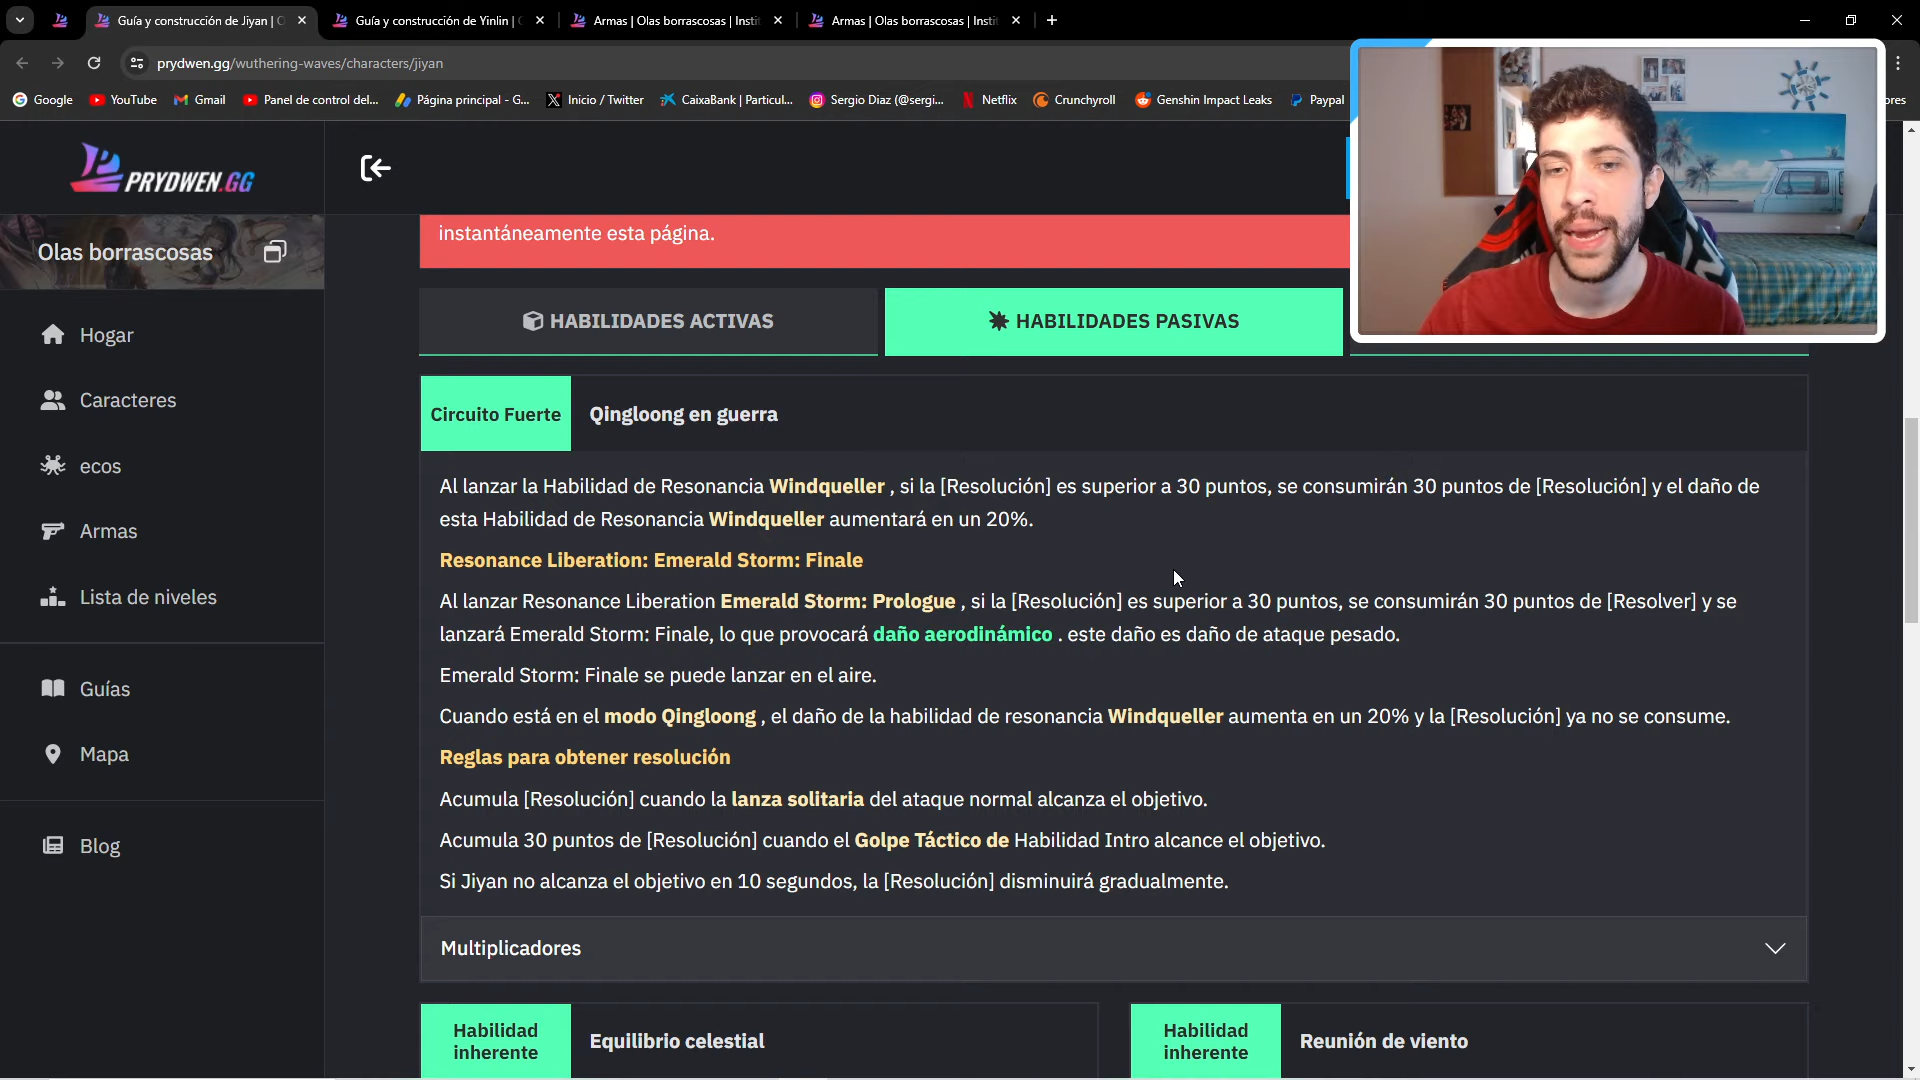 Guía y construcción de Jiyan | O
Guía y construcción de Yinlin |
Armas | Olas borrascosas | Insti
Armas | Olas borrascosas | Insti
prydwen.gg/wuthering-waves/characters/jiyan
Google
YouTube
Gmail
Panel de control del...
Página principal - G...
Inicio / Twitter
CaixaBank | Particul...
Sergio Diaz (@sergi...
Netflix
Crunchyroll
Genshin Impact Leaks
Paypal
ores
PRYDWEN.GG
Olas borrascosas
Hogar
Caracteres
ecos
Armas
Lista de niveles
Guías
Mapa
Blog
instantáneamente esta página.
HABILIDADES ACTIVAS
HABILIDADES PASIVAS
Circuito Fuerte
Qingloong en guerra
Al lanzar la Habilidad de Resonancia Windqueller , si la [Resolución] es superior a 30 puntos, se consumirán 30 puntos de [Resolución] y el daño de
esta Habilidad de Resonancia Windqueller aumentará en un 20%.
Resonance Liberation: Emerald Storm: Finale
Al lanzar Resonance Liberation Emerald Storm: Prologue , si la [Resolución] es superior a 30 puntos, se consumirán 30 puntos de [Resolver] y se
lanzará Emerald Storm: Finale, lo que provocará daño aerodinámico . este daño es daño de ataque pesado.
Emerald Storm: Finale se puede lanzar en el aire.
Cuando está en el modo Qingloong , el daño de la habilidad de resonancia Windqueller aumenta en un 20% y la [Resolución] ya no se consume.
Reglas para obtener resolución
Acumula [Resolución] cuando la lanza solitaria del ataque normal alcanza el objetivo.
Acumula 30 puntos de [Resolución] cuando el Golpe Táctico de Habilidad Intro alcance el objetivo.
Si Jiyan no alcanza el objetivo en 10 segundos, la [Resolución] disminuirá gradualmente.
Multiplicadores
Habilidad
inherente
Equilibrio celestial
Habilidad
inherente
Reunión de viento